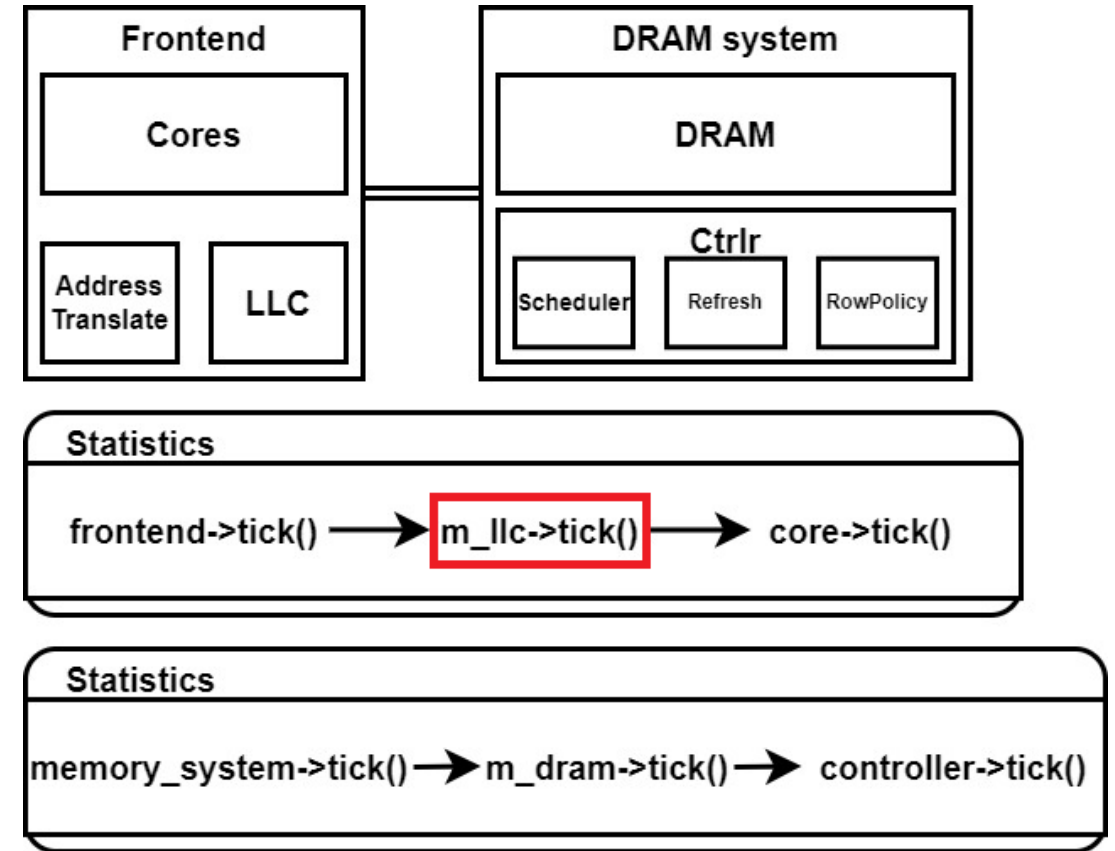 Frontend
Cores
Address
Translate
LLC
DRAM system
DRAM
Ctrlr
Scheduler
Refresh
RowPolicy
Statistics
frontend->tick()
m_llc->tick()
core->tick()
Statistics
memory_system->tick()
m_dram->tick()
controller->tick()